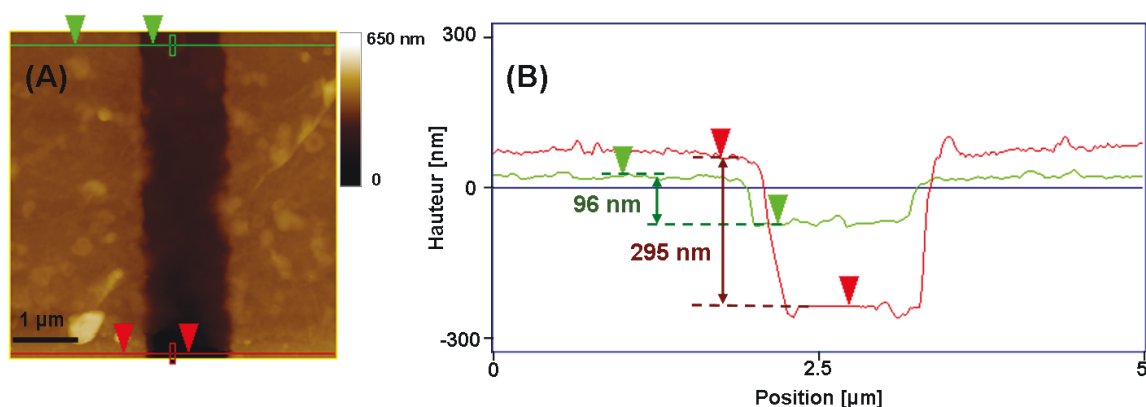 (A)
650 nm
0
1 µm
(B)
Hauteur [nm]
300
0
-300
96 nm
295 nm
0
2.5
5
Position [µm]